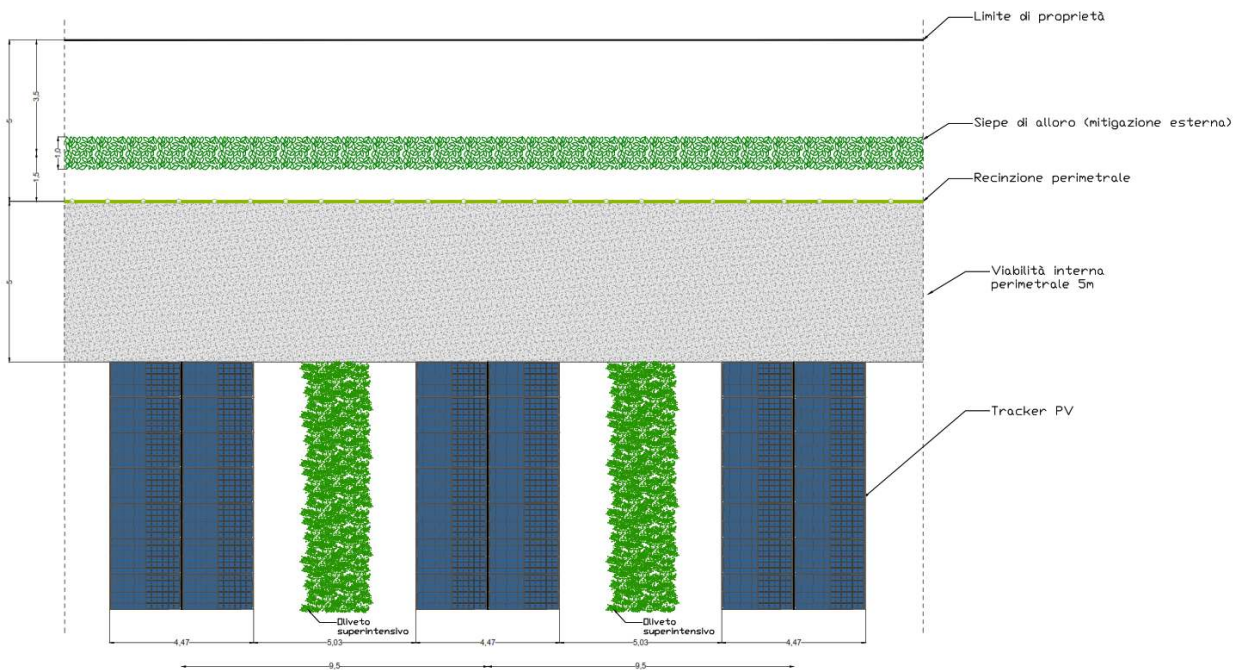 Limite di proprietà
3,5
5
Siepe di alloro (mitigazione esterna)
1,0
1,5
Recinzione perimetrale
5
Viabilità interna
perimetrale 5m
Tracker PV
Oliveto
superintensivo
Oliveto
superintensivo
4,47
5,03
4,47
5,03
4,47
9,5
9,5